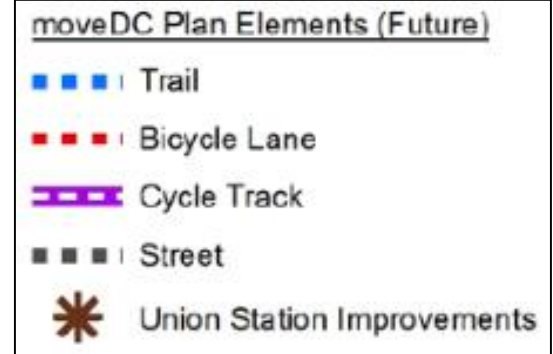 moveDC Plan Elements (Future)
Trail
Bicycle Lane
Cycle Track
Street
Union Station Improvements